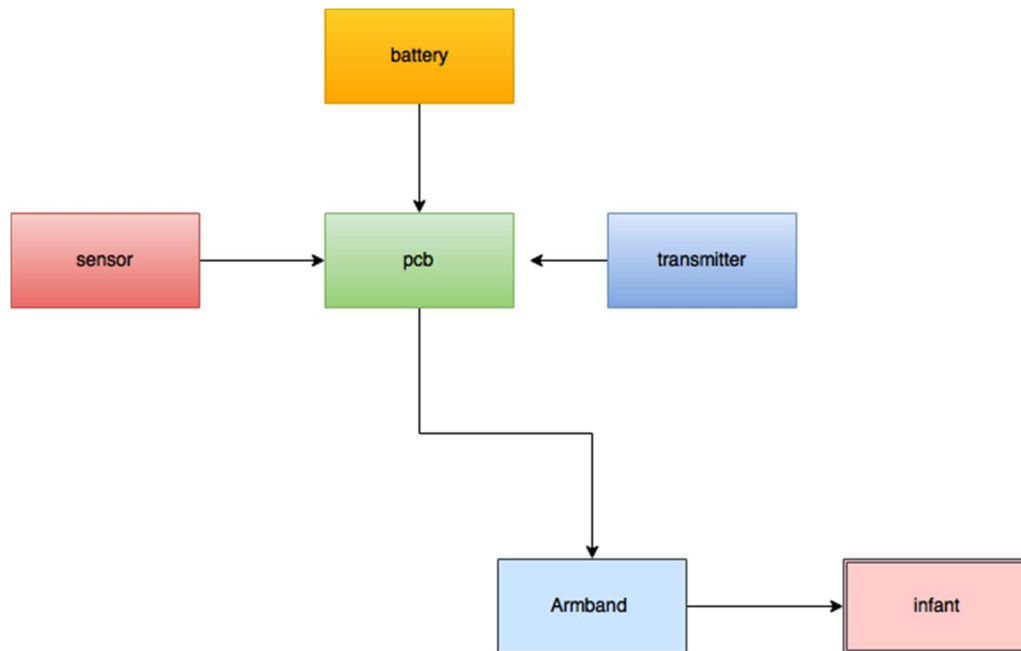 battery
sensor
pcb
transmitter
Armband
infant